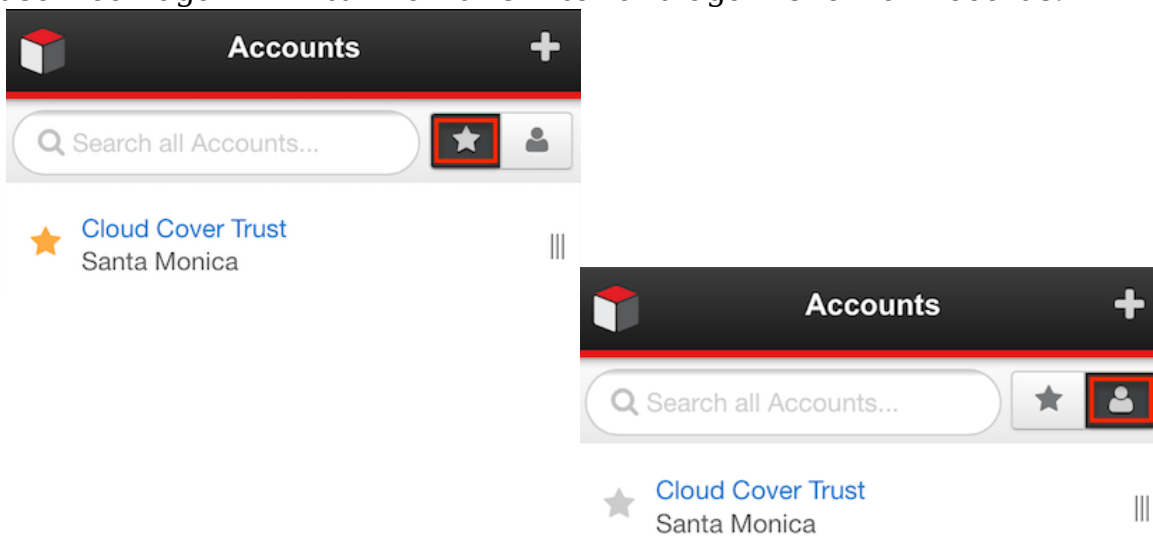 Accounts
Search all Accounts...
Cloud Cover Trust
Santa Monica
Accounts
Search all Accounts...
Cloud Cover Trust
Santa Monica